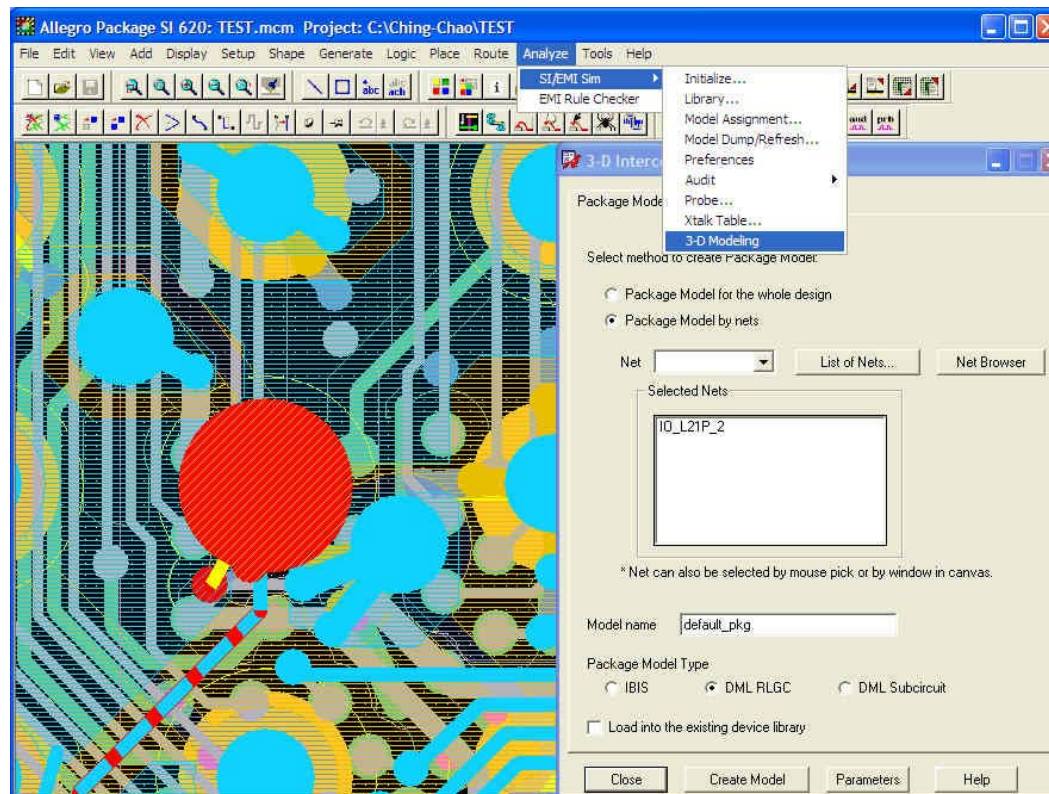 Allegro Package SI 620: TEST.mcm Project: C:\Ching-Chao\TEST
File Edit View Add Display Setup Shape Generate Logic Place Route Analyze Tools Help
SI/EMI Sim
EMI Rule Checker
Initialize...
Library...
Model Assignment...
Model Dump/Refresh...
Preferences
Audit
Probe...
Xtalk Table...
3-D Modeling
abc
i
3-D
Package
Select method to create Package Model:
Package Model for the whole design
Package Model by nets
Net
List of Nets...
Net Browser
Selected Nets
IO_L21P_2
* Net can also be selected by mouse pick or by window in canvas.
Model name default_pkg
Package Model Type
IBIS DML RLGC DML Subcircuit
Load into the existing device library
Close Create Model Parameters Help